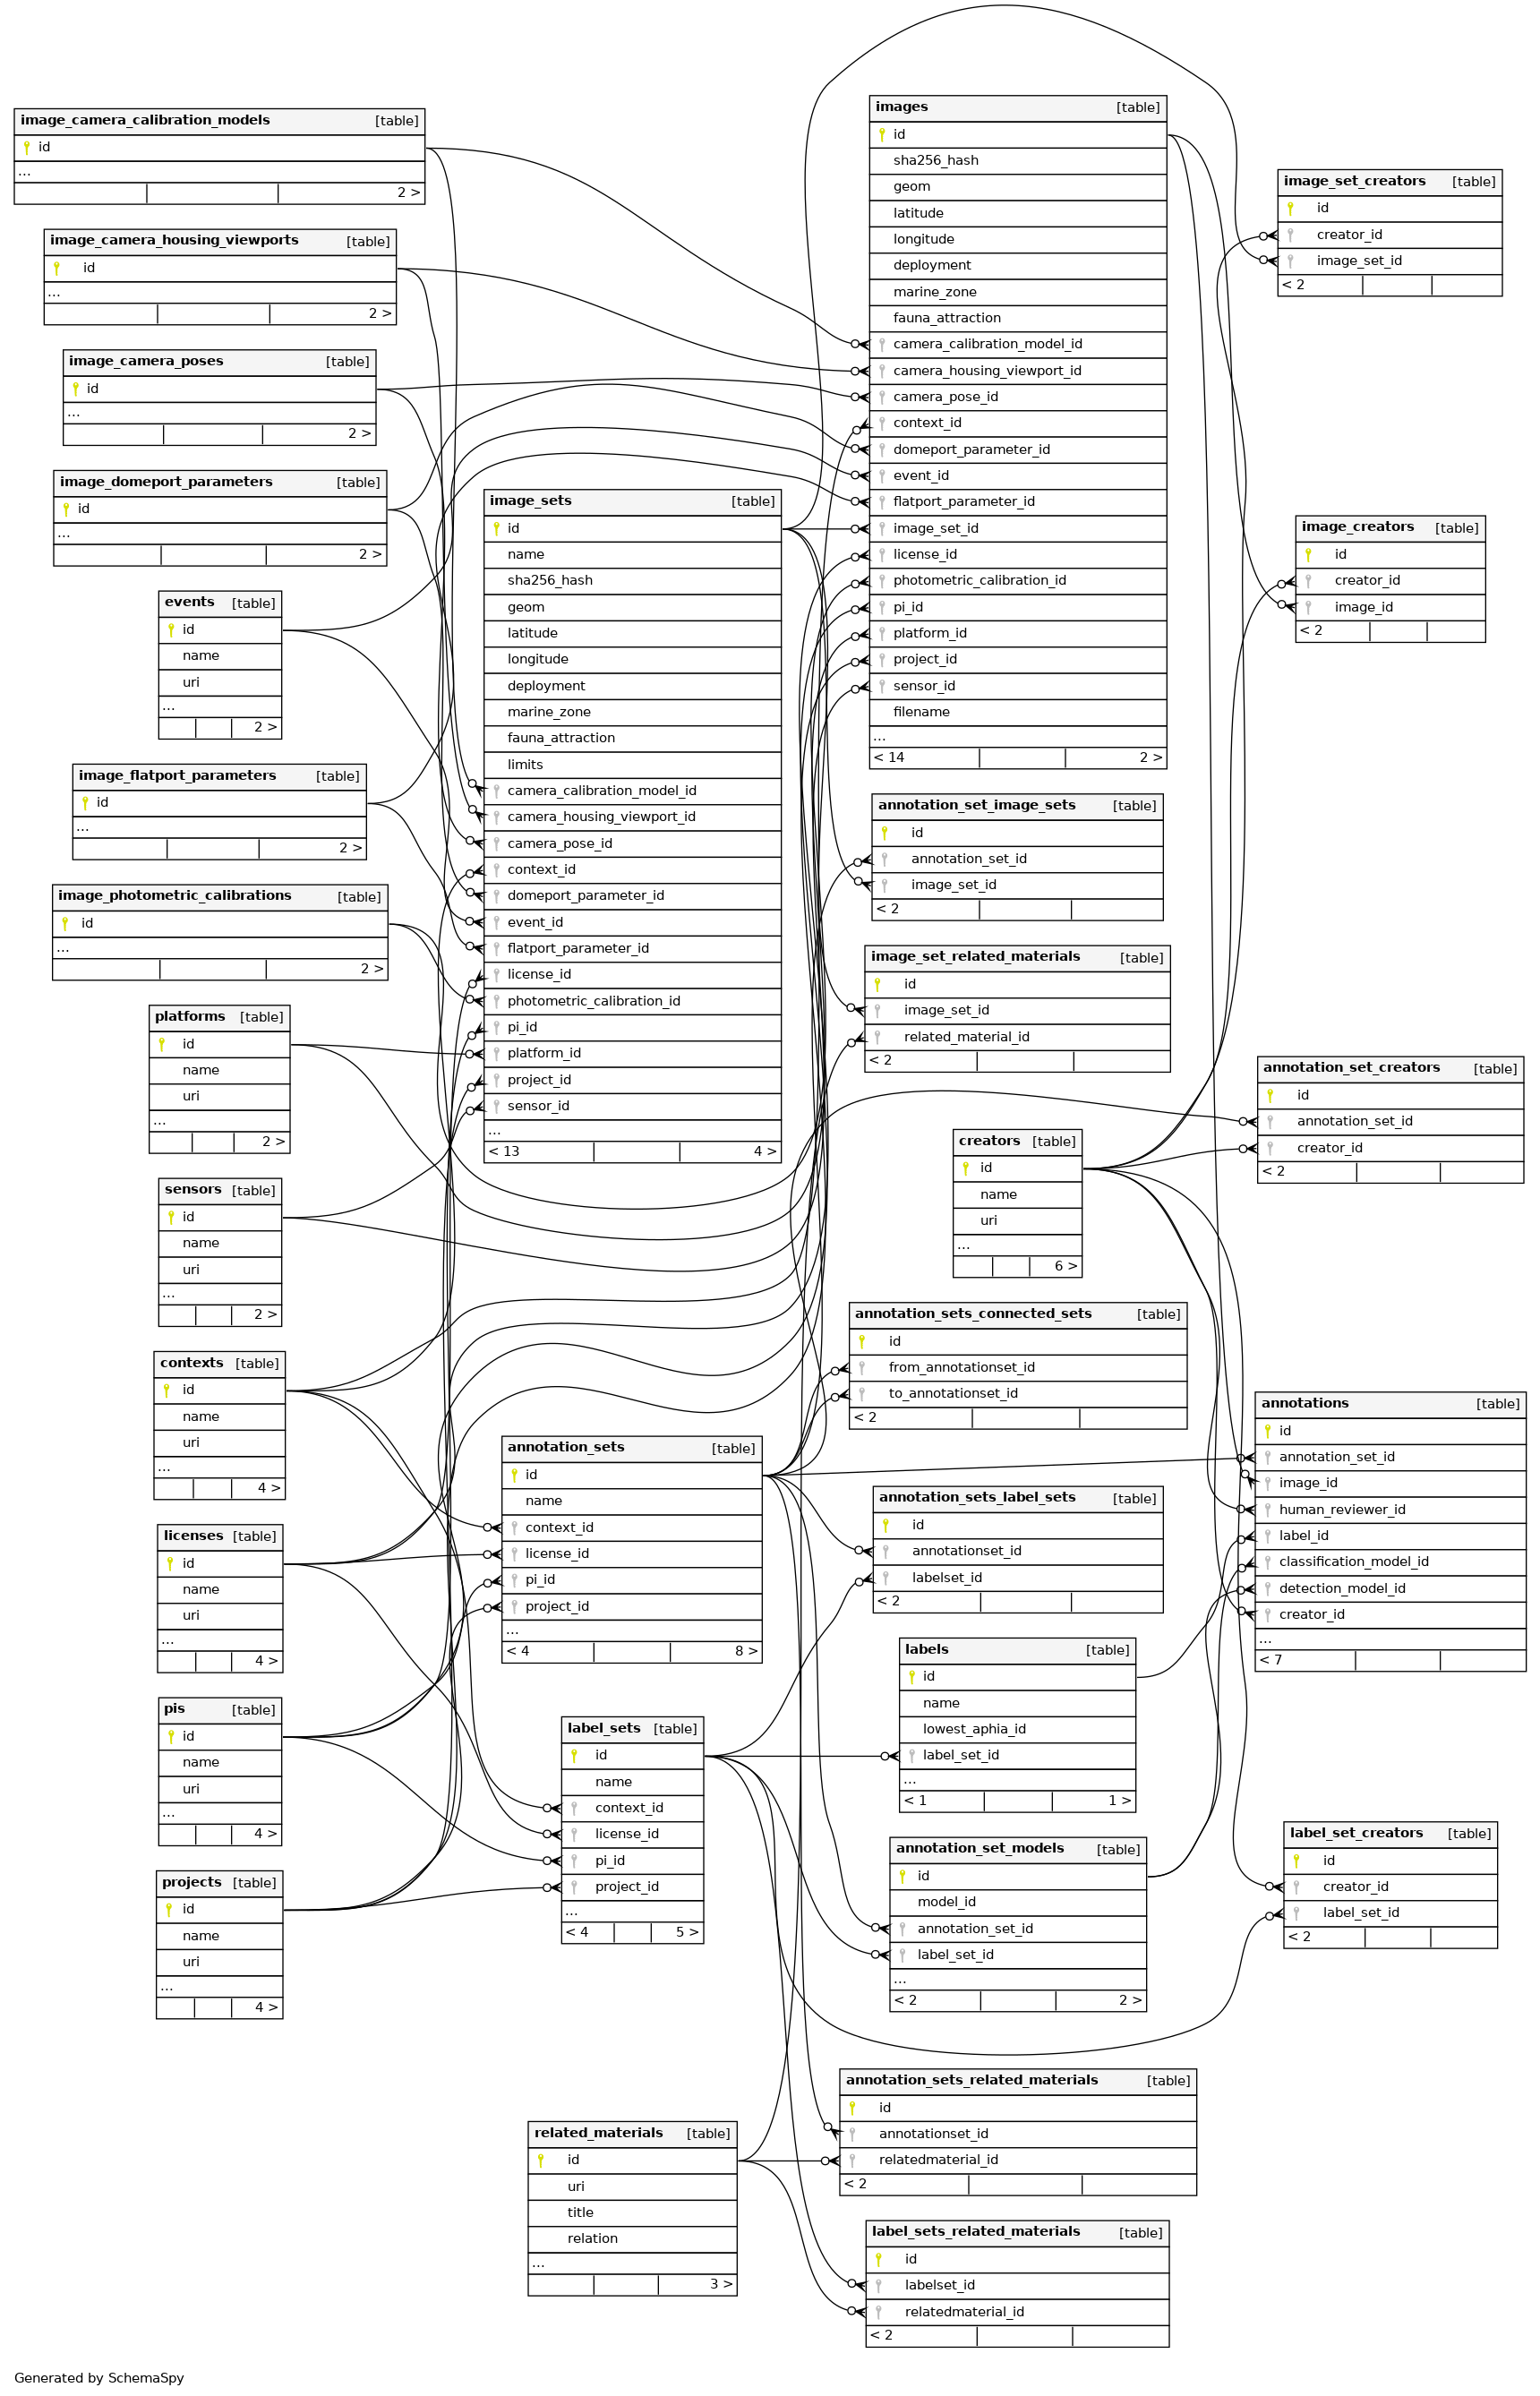 image_camera_calibration_models [table]
id
...
2 >
image_camera_housing_viewports [table]
id
...
2 >
image_camera_poses [table]
id
...
2 >
image_domeport_parameters [table]
id
...
2 >
events [table]
id
name
uri
...
2 >
image_flatport_parameters [table]
id
...
2 >
image_photometric_calibrations [table]
id
...
2 >
platforms [table]
id
name
uri
...
2 >
sensors [table]
id
name
uri
...
2 >
contexts [table]
id
name
uri
...
4 >
licenses [table]
id
name
uri
...
4 >
pis [table]
id
name
uri
...
4 >
projects [table]
id
name
uri
...
4 >
image_sets [table]
id
name
sha256_hash
geom
latitude
longitude
deployment
marine_zone
fauna_attraction
limits
camera_calibration_model_id
camera_housing_viewport_id
camera_pose_id
context_id
domeport_parameter_id
event_id
flatport_parameter_id
license_id
photometric_calibration_id
pi_id
platform_id
project_id
sensor_id
...
< 13 4 >
annotation_sets [table]
id
name
context_id
license_id
pi_id
project_id
...
< 4 8 >
label_sets [table]
id
name
context_id
license_id
pi_id
project_id
...
< 4 5 >
related_materials [table]
id
uri
title
relation
...
3 >
images [table]
id
sha256_hash
geom
latitude
longitude
deployment
marine_zone
fauna_attraction
camera_calibration_model_id
camera_housing_viewport_id
camera_pose_id
context_id
domeport_parameter_id
event_id
flatport_parameter_id
image_set_id
license_id
photometric_calibration_id
pi_id
platform_id
project_id
sensor_id
filename
...
< 14 2 >
annotation_set_image_sets [table]
id
annotation_set_id
image_set_id
< 2
image_set_related_materials [table]
id
image_set_id
related_material_id
< 2
creators [table]
id
name
uri
...
6 >
annotation_sets_connected_sets [table]
id
from_annotationset_id
to_annotationset_id
< 2
annotation_sets_label_sets [table]
id
annotationset_id
labelset_id
< 2
labels [table]
id
name
lowest_aphia_id
label_set_id
...
< 1 1 >
annotation_set_models [table]
id
model_id
annotation_set_id
label_set_id
...
< 2 2 >
annotation_sets_related_materials [table]
id
annotationset_id
relatedmaterial_id
< 2
label_sets_related_materials [table]
id
labelset_id
relatedmaterial_id
< 2
image_set_creators [table]
id
creator_id
image_set_id
< 2
image_creators [table]
id
creator_id
image_id
< 2
annotation_set_creators [table]
id
annotation_set_id
creator_id
< 2
annotations [table]
id
annotation_set_id
image_id
human_reviewer_id
label_id
classification_model_id
detection_model_id
creator_id
...
< 7
label_set_creators [table]
id
creator_id
label_set_id
< 2
Generated by SchemaSpy